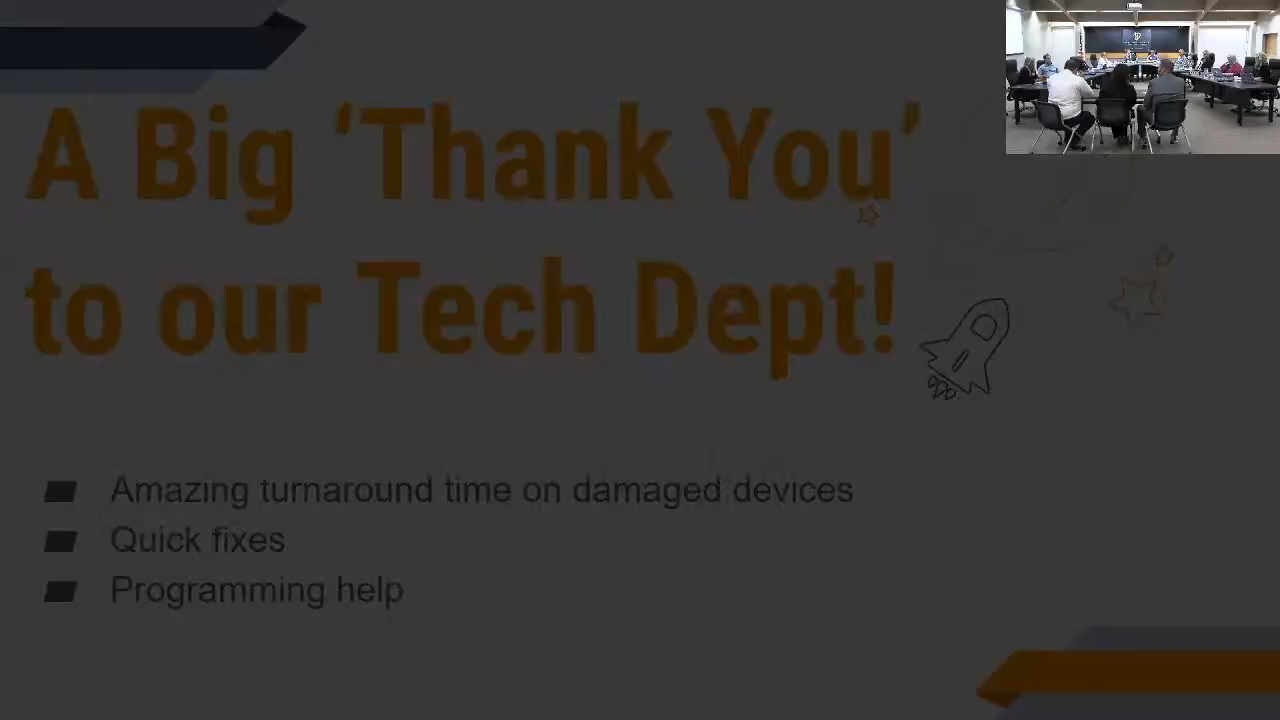 A Big ‘Thank You’
to our Tech Dept!
Amazing turnaround time on damaged devices
Quick fixes
Programming help